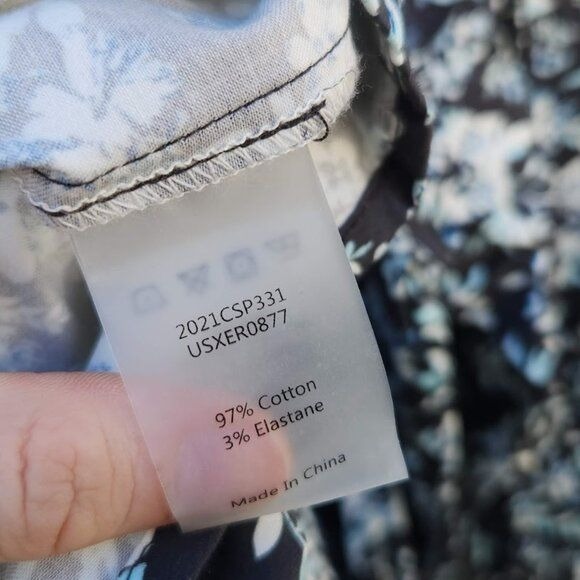 2021CSP331
USXER0877
97% Cotton
3% Elastane
Made In China